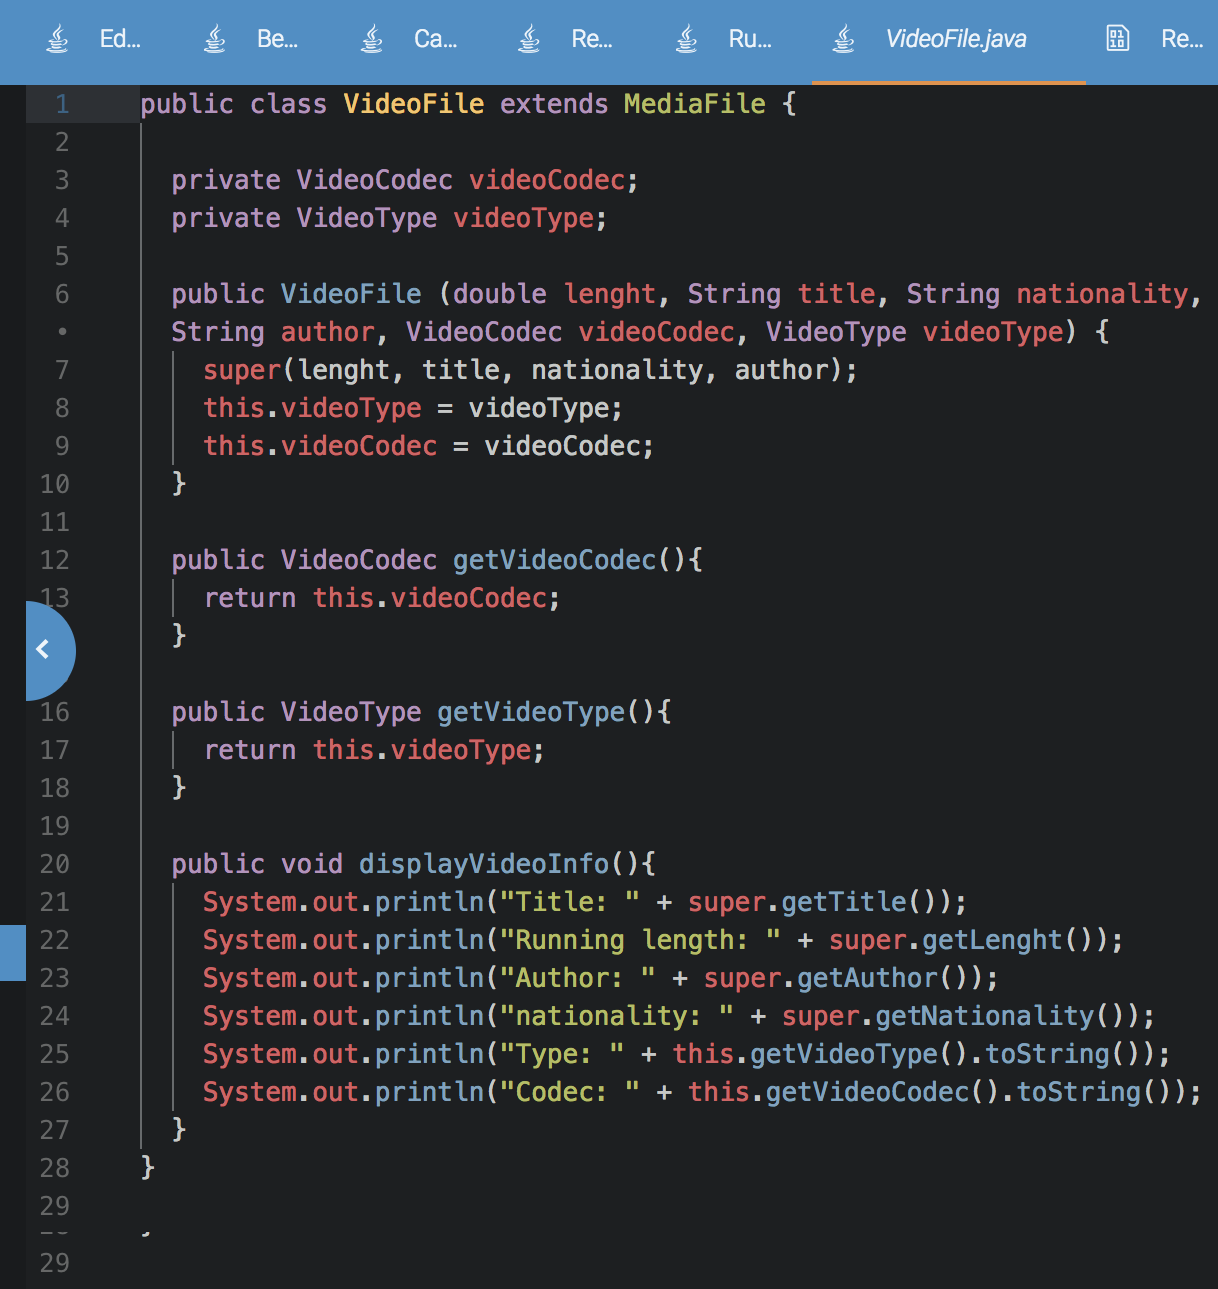 Ed... Be... Ca... Re... Ru... VideoFile.java Re...
1 public class VideoFile extends MediaFile {
2
3 private VideoCodec videoCodec;
4 private VideoType videoType;
5
6 public VideoFile (double lenght, String title, String nationality,
• String author, VideoCodec videoCodec, VideoType videoType) {
7 super(lenght, title, nationality, author);
8 this.videoType = videoType;
9 this.videoCodec = videoCodec;
10 }
11
12 public VideoCodec getVideoCodec(){
13 return this.videoCodec;
}
16 public VideoType getVideoType(){
17 return this.videoType;
18 }
19
20 public void displayVideoInfo(){
21 System.out.println("Title: " + super.getTitle());
22 System.out.println("Running length: " + super.getLenght());
23 System.out.println("Author: " + super.getAuthor());
24 System.out.println("nationality: " + super.getNationality());
25 System.out.println("Type: " + this.getVideoType().toString());
26 System.out.println("Codec: " + this.getVideoCodec().toString());
27 }
28 }
29
29